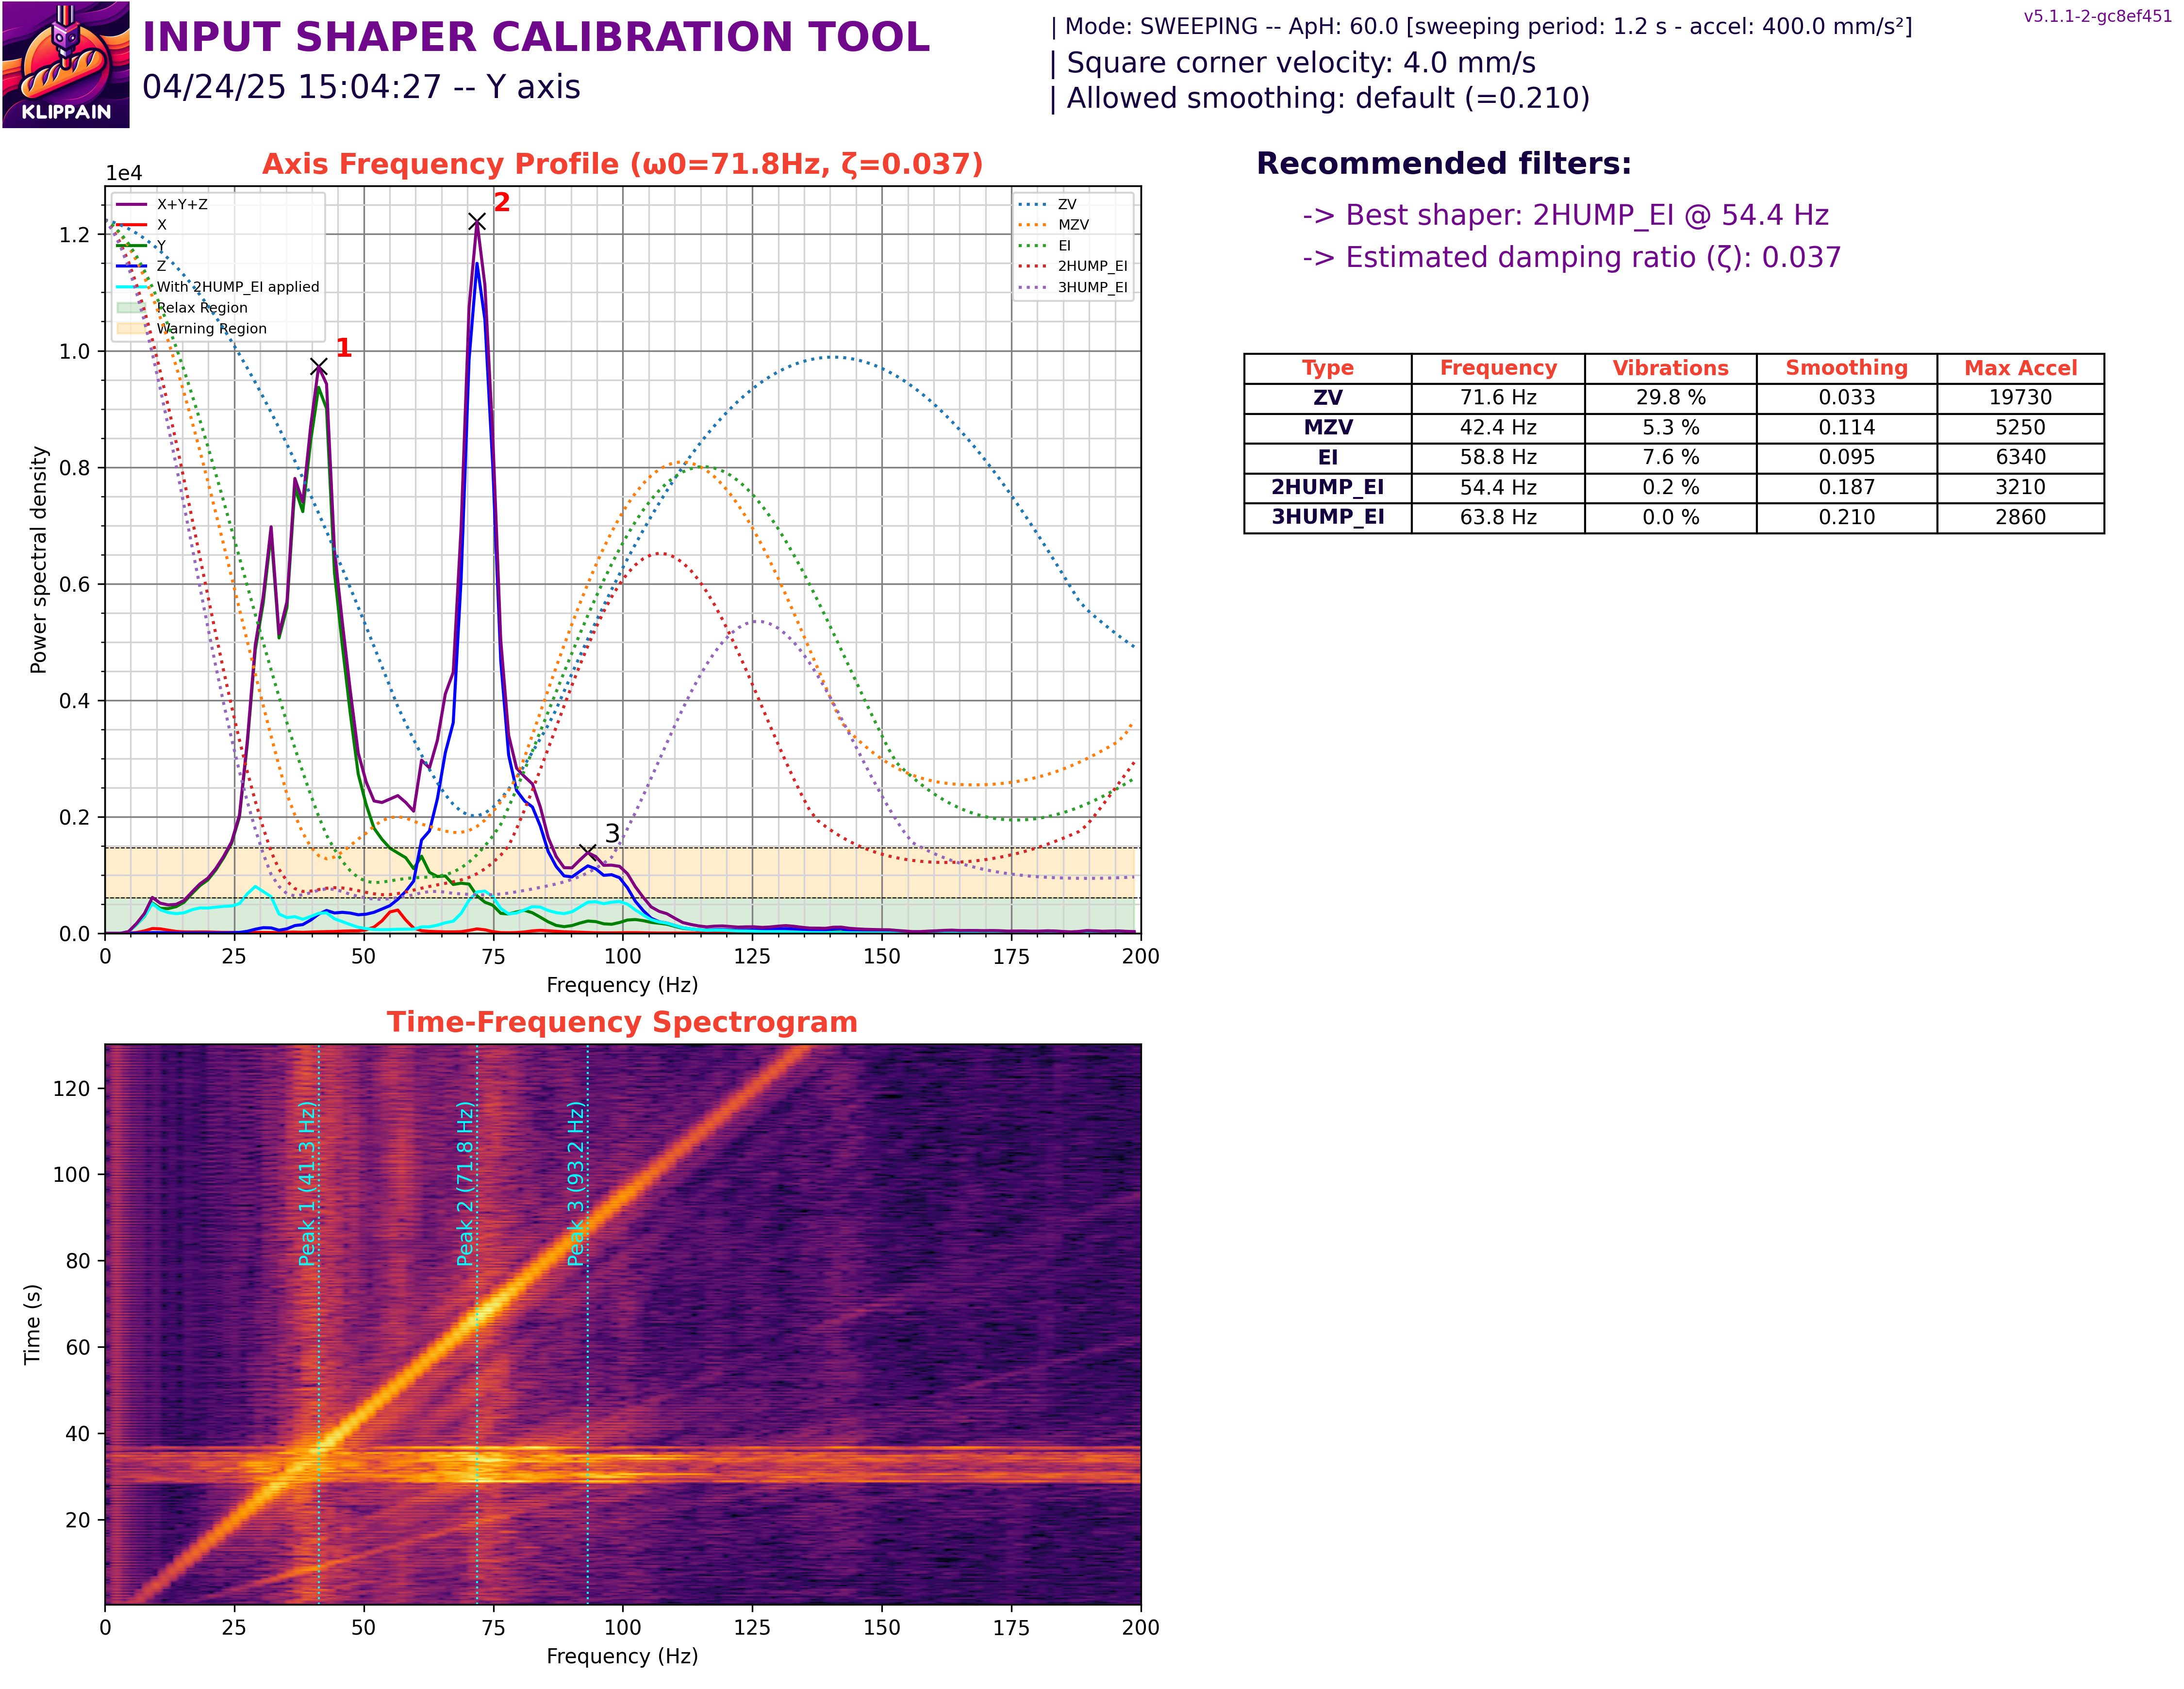 KLIPPAIN
INPUT SHAPER CALIBRATION TOOL
04/24/25 15:04:27 -- Y axis
| Mode: SWEEPING -- ApH: 60.0 [sweeping period: 1.2 s - accel: 400.0 mm/s²]
| Square corner velocity: 4.0 mm/s
| Allowed smoothing: default (=0.210)
v5.1.1-2-gc8ef451
Axis Frequency Profile (ω0=71.8Hz, ζ=0.037)
1e4
X+Y+Z
X
Y
Z
With 2HUMP_EI applied
Relax Region
Warning Region
ZV
MZV
EI
2HUMP_EI
3HUMP_EI
1
2
3
1.2
1.0
0.8
0.6
0.4
0.2
0.0
Power spectral density
0 25 50 75 100 125 150 175 200
Frequency (Hz)
Recommended filters:
-> Best shaper: 2HUMP_EI @ 54.4 Hz
-> Estimated damping ratio (ζ): 0.037
Type Frequency Vibrations Smoothing Max Accel
ZV 71.6 Hz 29.8 % 0.033 19730
MZV 42.4 Hz 5.3 % 0.114 5250
EI 58.8 Hz 7.6 % 0.095 6340
2HUMP_EI 54.4 Hz 0.2 % 0.187 3210
3HUMP_EI 63.8 Hz 0.0 % 0.210 2860
Time-Frequency Spectrogram
Peak 1 (41.3 Hz)
Peak 2 (71.8 Hz)
Peak 3 (93.2 Hz)
120
100
80
60
40
20
Time (s)
0 25 50 75 100 125 150 175 200
Frequency (Hz)